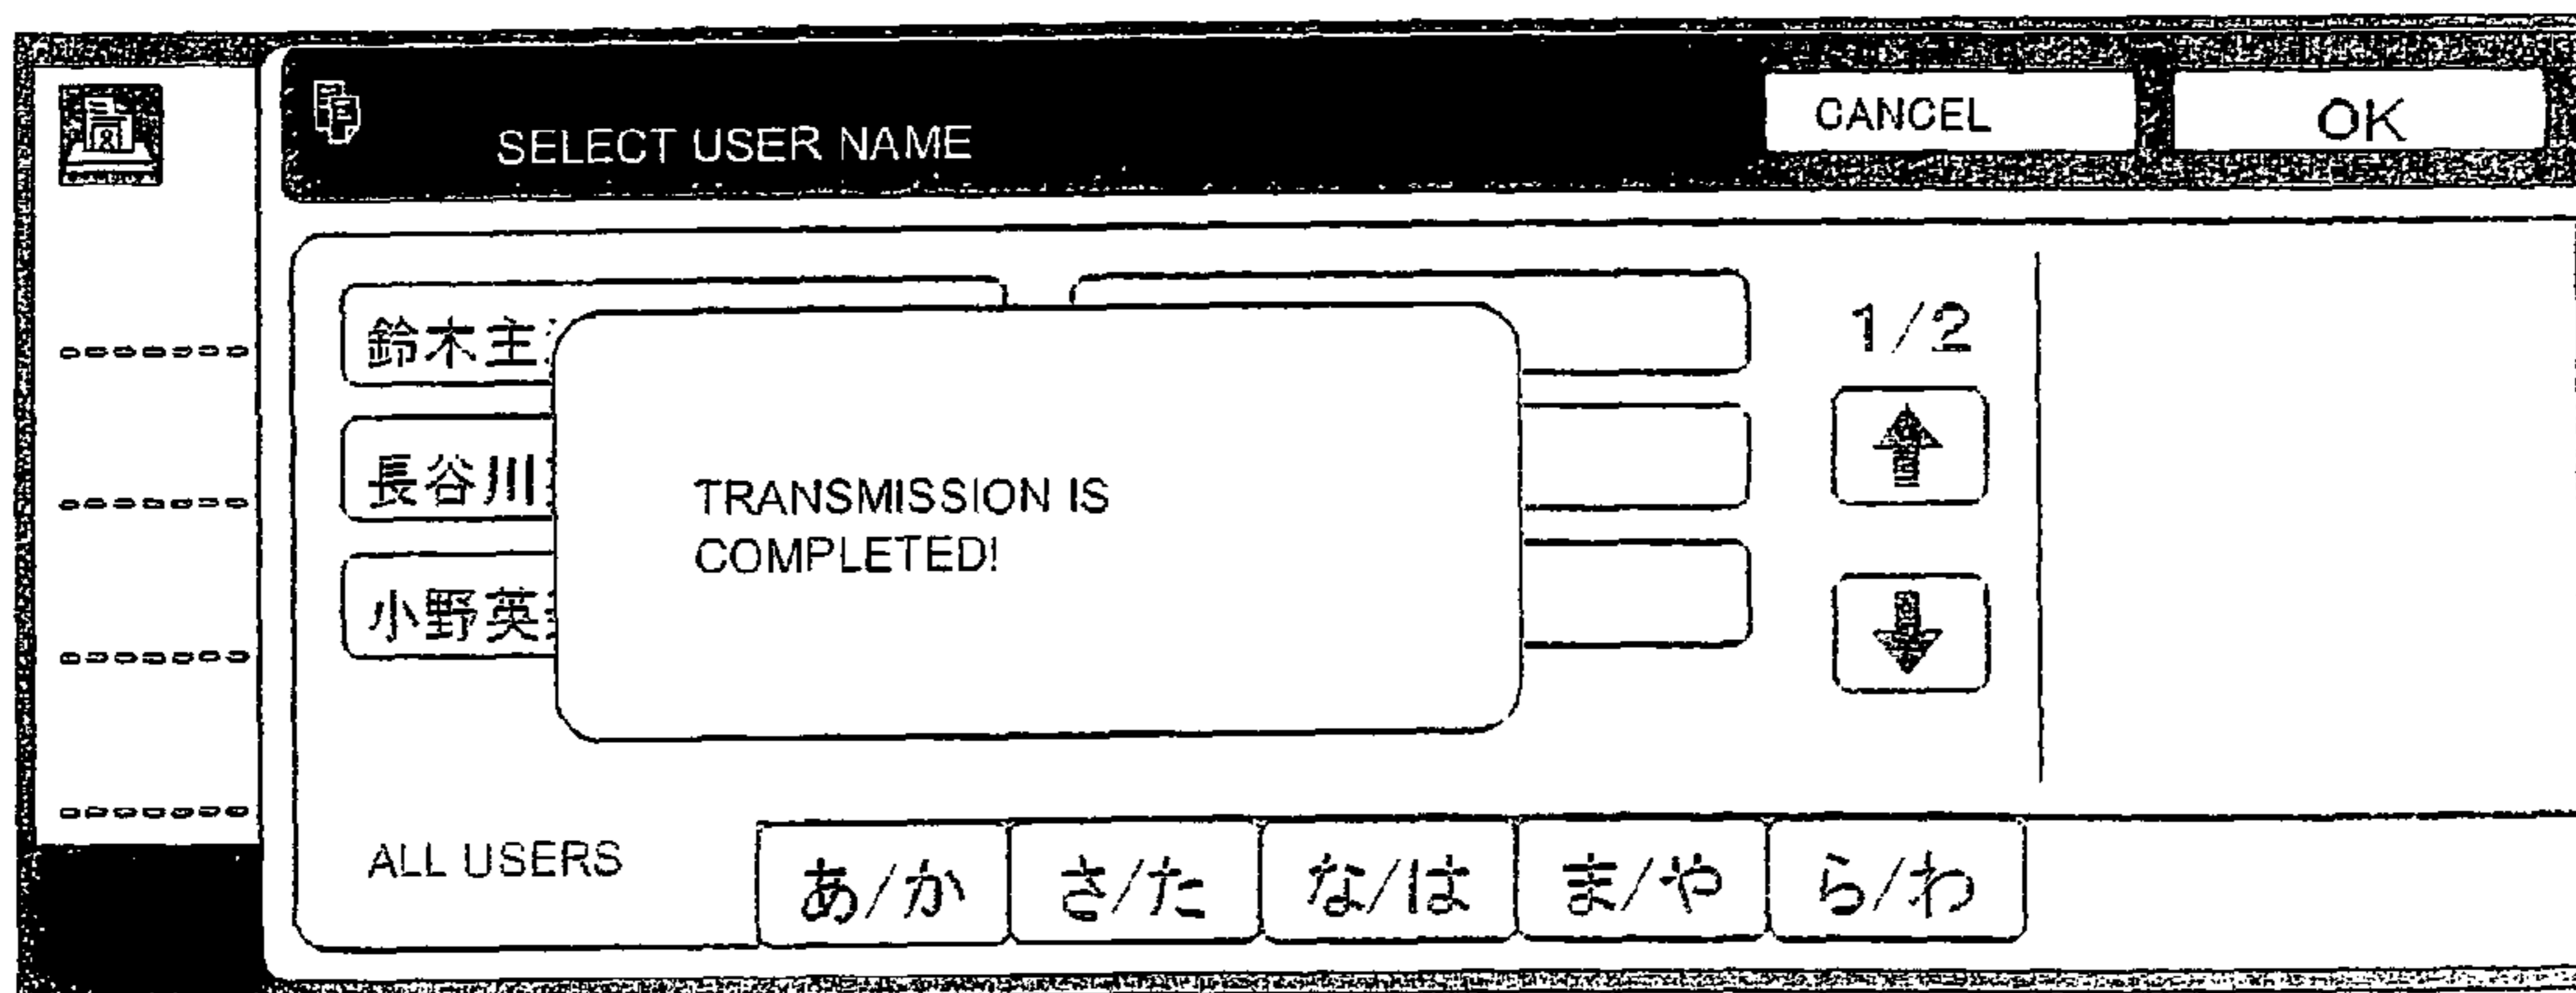 SELECT USER NAME
CANCEL
OK
鈴木主
長谷川
小野英
1/2
TRANSMISSION IS
COMPLETED!
ALL USERS
あ/か
さ/た
な/は
ま/や
ら/わ